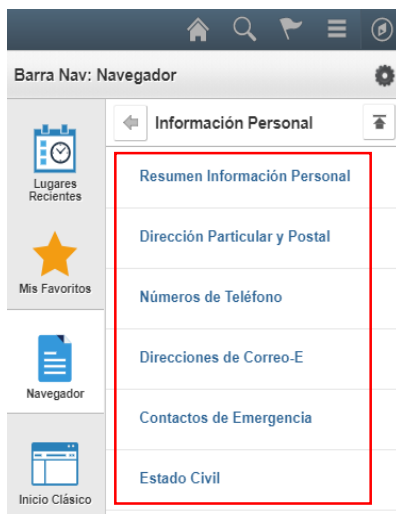 Barra Nav: Navegador
Lugares
Recientes
Mis Favoritos
Navegador
Inicio Clásico
Información Personal
Resumen Información Personal
Dirección Particular y Postal
Números de Teléfono
Direcciones de Correo-E
Contactos de Emergencia
Estado Civil